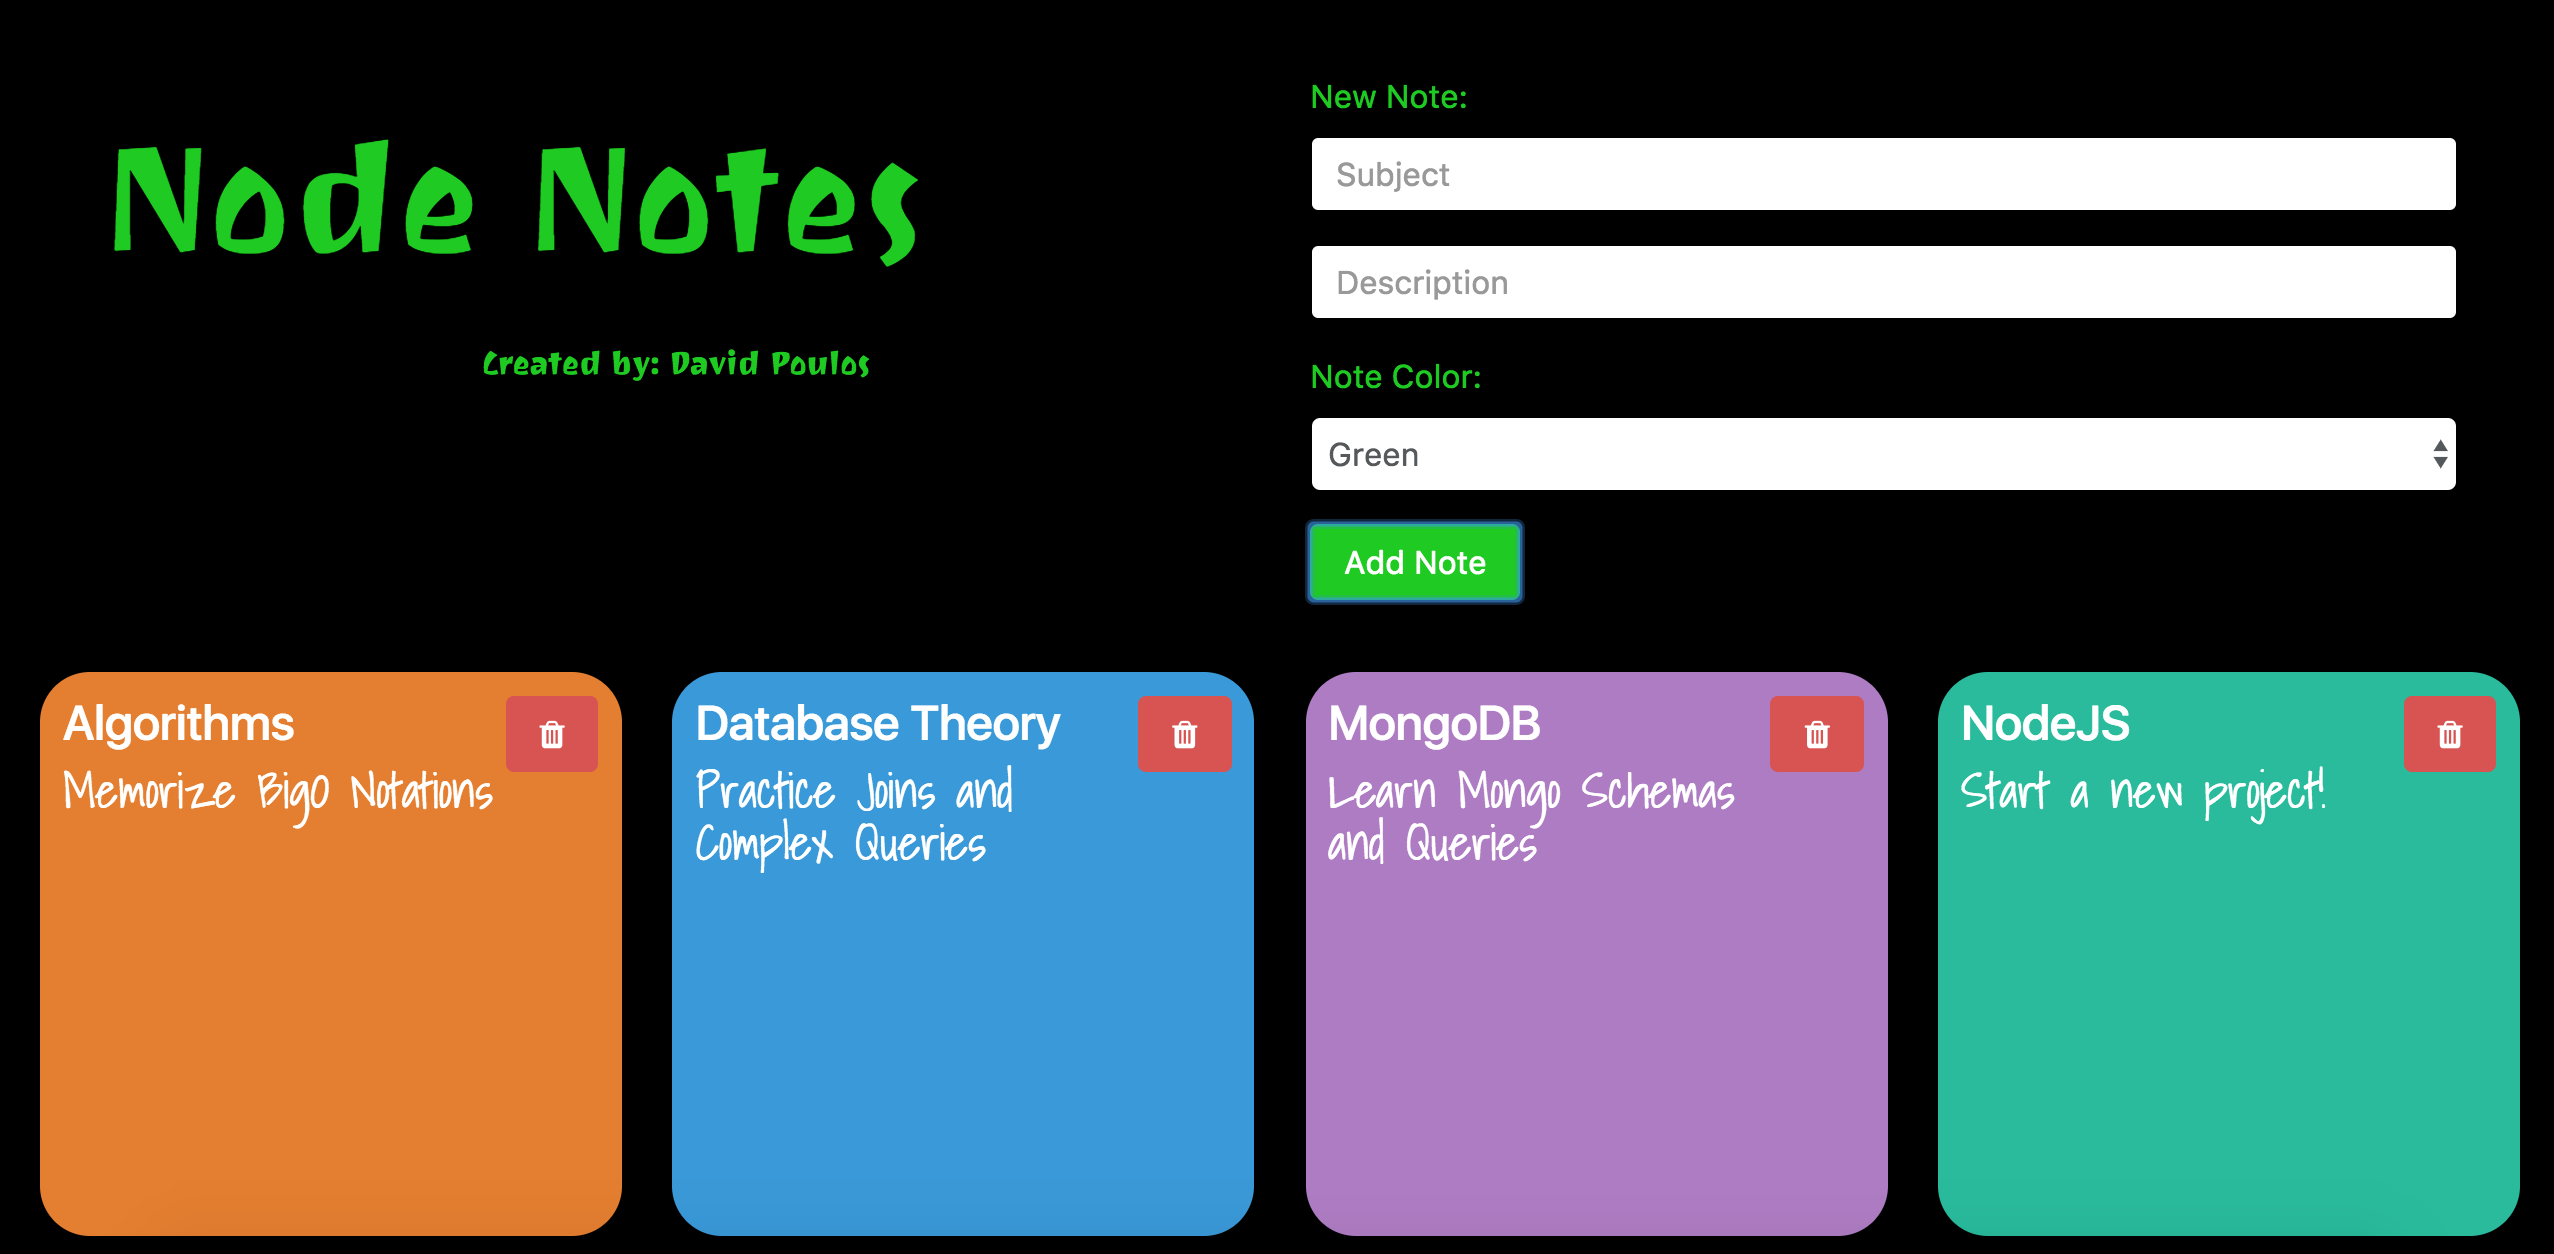 Node Notes
Created by: David Poulos
New Note:
Subject
Description
Note Color:
Green
Add Note
Algorithms
Memorize BigO Notations
Database Theory
Practice Joins and
Complex Queries
MongoDB
Learn Mongo Schemas
and Queries
NodeJS
Start a new project!